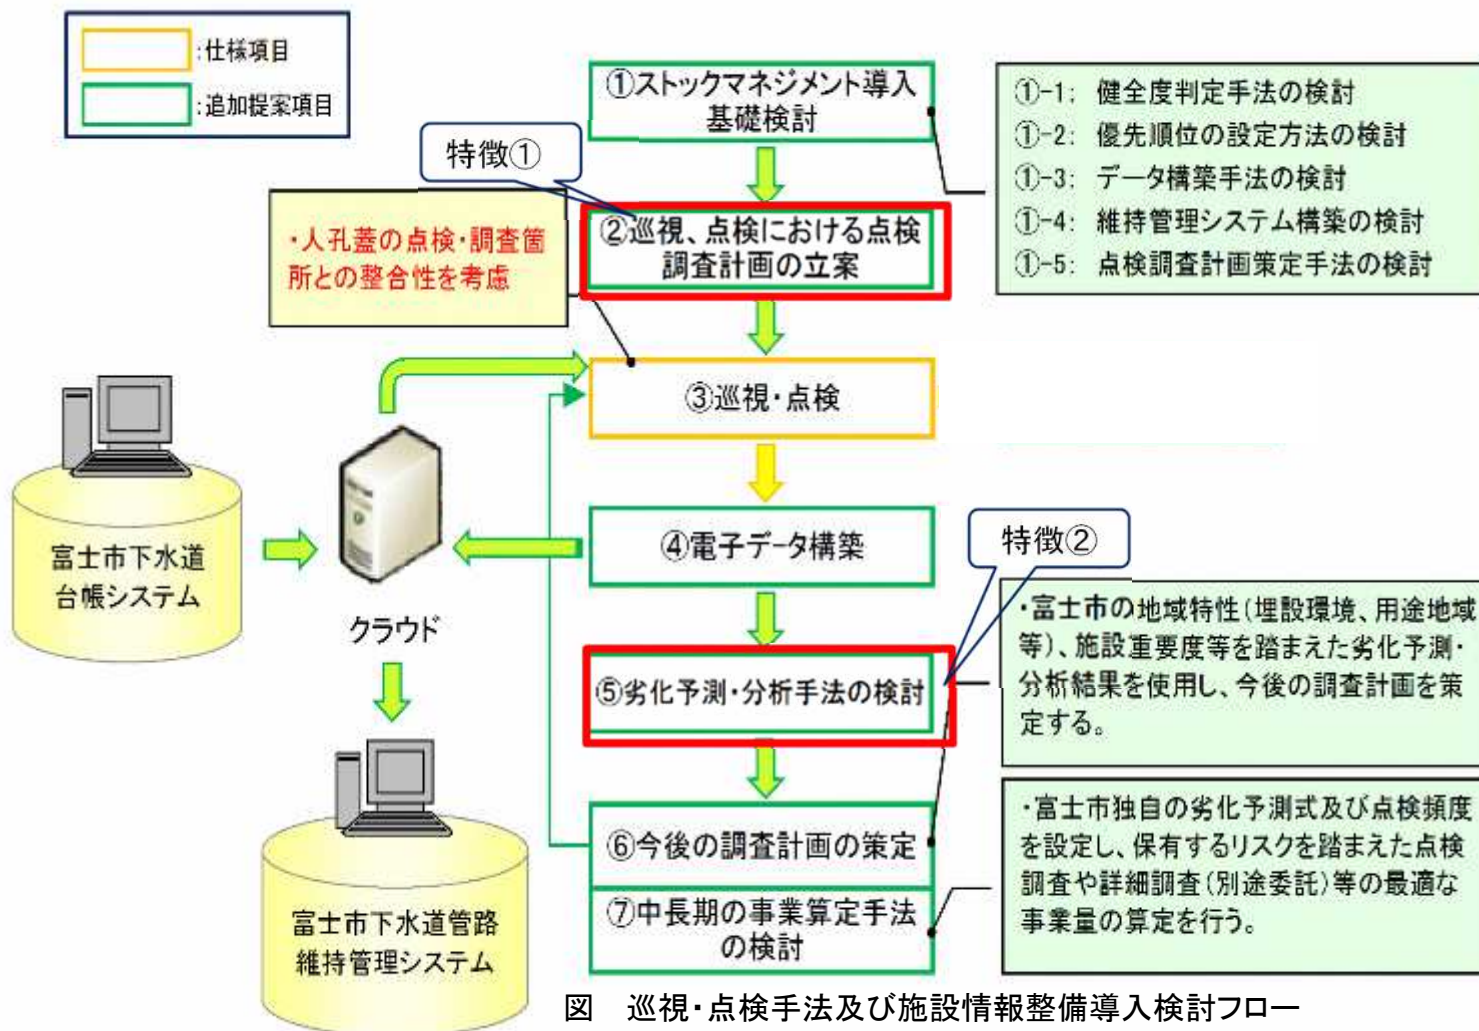 :仕様項目
:追加提案項目
①ストックマネジメント導入
基礎検討
①-1: 健全度判定手法の検討
①-2: 優先順位の設定方法の検討
①-3: データ構築手法の検討
①-4: 維持管理システム構築の検討
①-5: 点検調査計画策定手法の検討
特徴①
②巡視、点検における点検
調査計画の立案
・人孔蓋の点検・調査箇
所との整合性を考慮
③巡視・点検
富士市下水道
台帳システム
クラウド
④電子データ構築
特徴②
・富士市の地域特性(埋設環境、用途地域
等)、施設重要度等を踏まえた劣化予測・
分析結果を使用し、今後の調査計画を策
定する。
⑤劣化予測・分析手法の検討
⑥今後の調査計画の策定
⑦中長期の事業算定手法
の検討
・富士市独自の劣化予測式及び点検頻度
を設定し、保有するリスクを踏まえた点検
調査や詳細調査(別途委託)等の最適な
事業量の算定を行う。
富士市下水道管路
維持管理システム
図 巡視・点検手法及び施設情報整備導入検討フロー